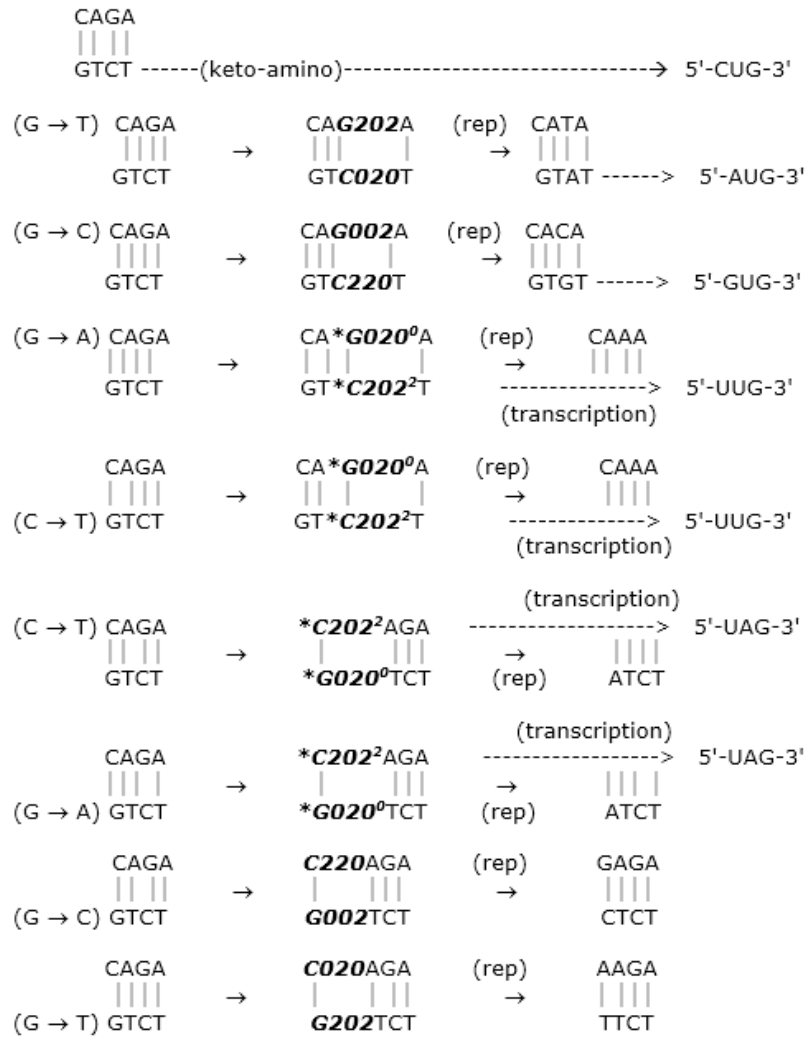 CAGA
GTCT ------(keto-amino)--------------------------------→ 5'-CUG-3'
(G → T) CAGA → CAG202A (rep) → CATA
GTCT GTC020T GTAT ------> 5'-AUG-3'
(G → C) CAGA → CAG002A (rep) → CACA
GTCT GTC220T GTGT ------> 5'-GUG-3'
(G → A) CAGA → CA*G020⁰A (rep) → CAAA
GTCT GT*C202²T ----------------> 5'-UUG-3'
(transcription)
CAGA → CA*G020⁰A (rep) → CAAA
(C → T) GTCT GT*C202²T ---------------> 5'-UUG-3'
(transcription)
(transcription)
(C → T) CAGA → *C202²AGA --------------------> 5'-UAG-3'
GTCT *G020⁰TCT → (rep) ATCT
(transcription)
CAGA → *C202²AGA -------------------> 5'-UAG-3'
(G → A) GTCT *G020⁰TCT → (rep) ATCT
CAGA → C220AGA (rep) → GAGA
(G → C) GTCT G002TCT CTCT
CAGA → C020AGA (rep) → AAGA
(G → T) GTCT G202TCT TTCT